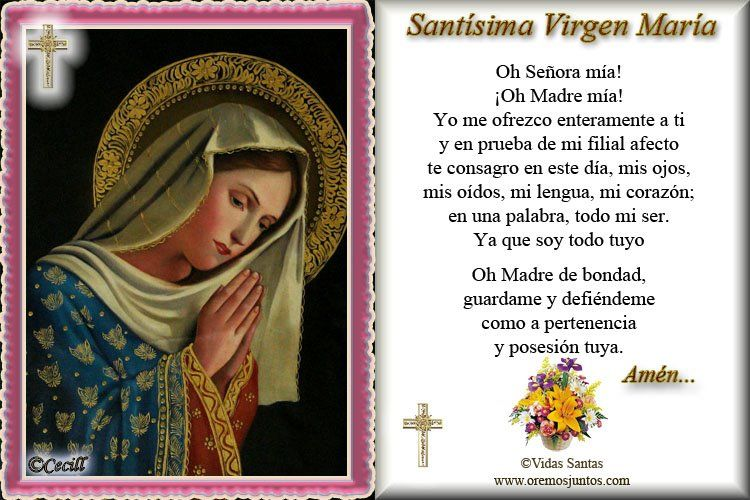 ©Cecill
Santísima Virgen María
Oh Señora mía!
¡Oh Madre mía!
Yo me ofrezco enteramente a ti
y en prueba de mi filial afecto
te consagro en este día, mis ojos,
mis oídos, mi lengua, mi corazón;
en una palabra, todo mi ser.
Ya que soy todo tuyo
Oh Madre de bondad,
guardame y defiéndeme
como a pertenencia
y posesión tuya.
Amén...
©Vidas Santas
www.oremosjuntos.com